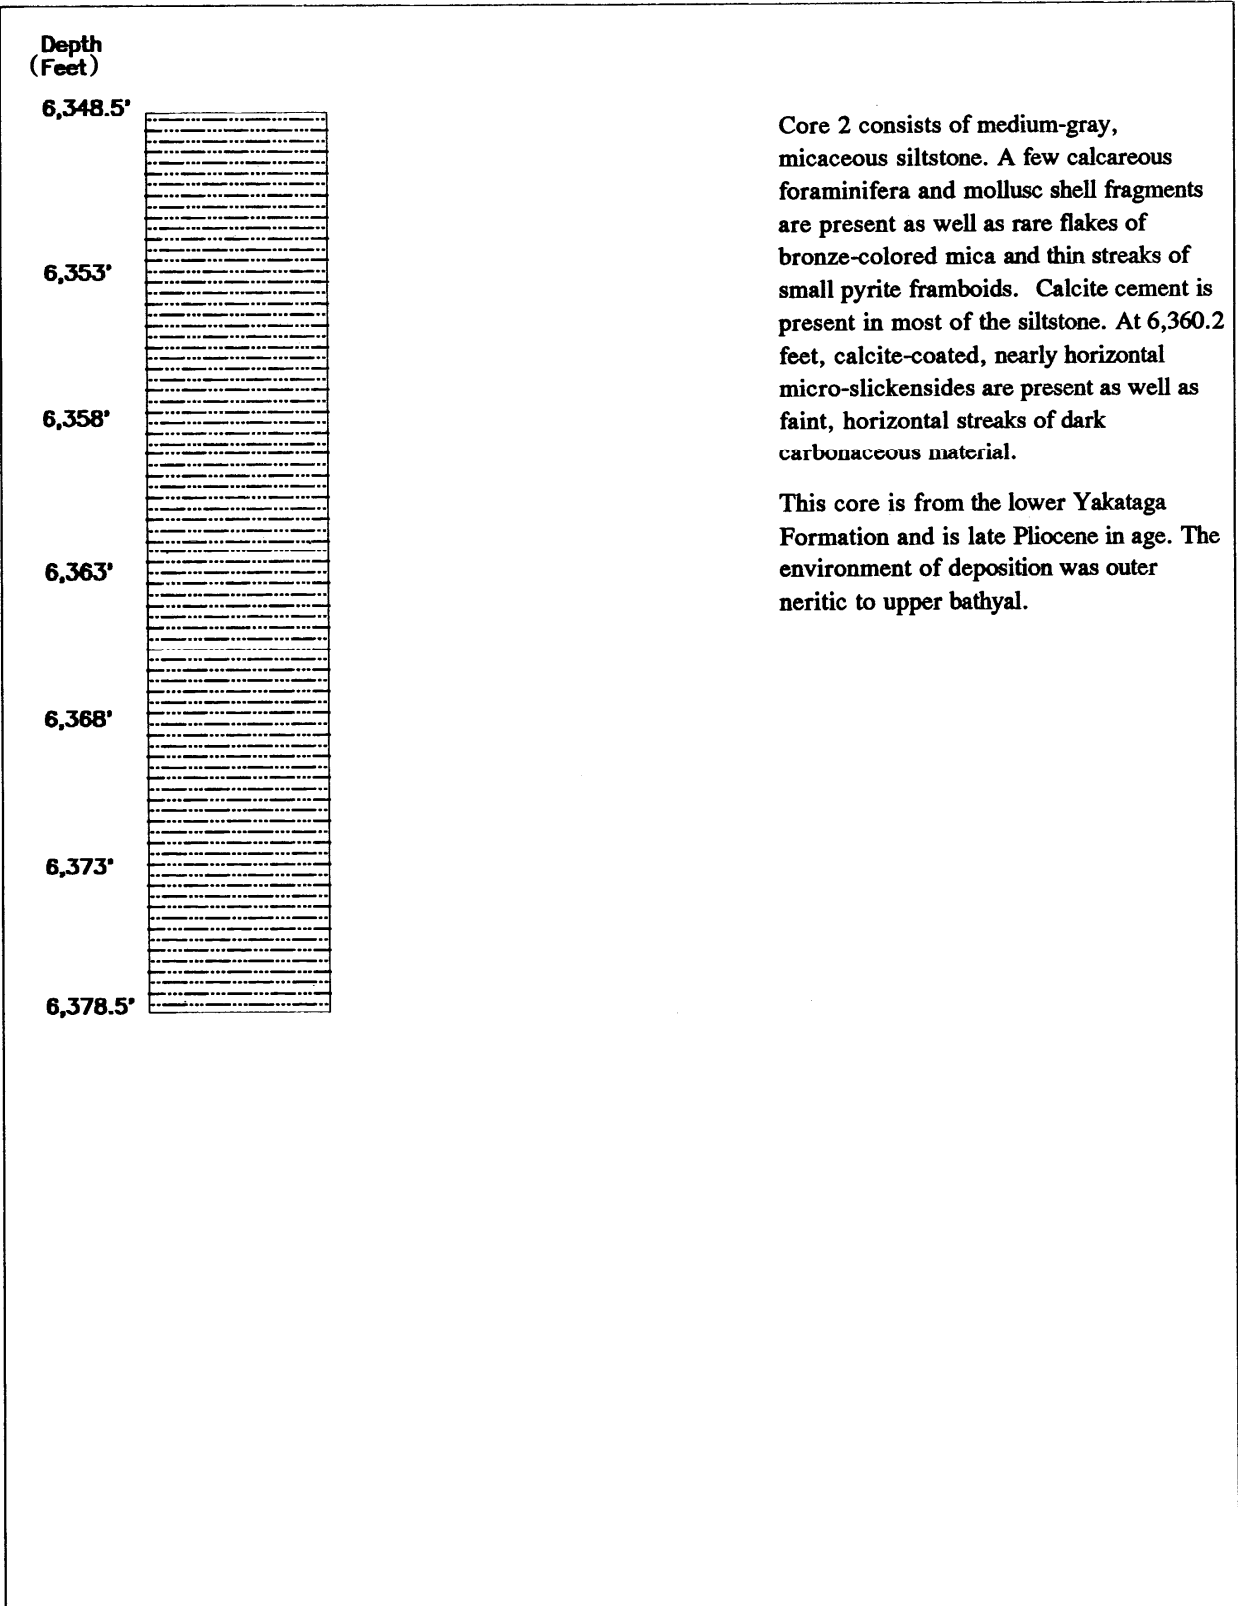 Depth
(Feet)
6,348.5'
6,353'
6,358'
6,363'
6,368'
6,373'
6,378.5'
Core 2 consists of medium-gray,
micaceous siltstone. A few calcareous
foraminifera and mollusc shell fragments
are present as well as rare flakes of
bronze-colored mica and thin streaks of
small pyrite framboids. Calcite cement is
present in most of the siltstone. At 6,360.2
feet, calcite-coated, nearly horizontal
micro-slickensides are present as well as
faint, horizontal streaks of dark
carbonaceous material.
This core is from the lower Yakataga
Formation and is late Pliocene in age. The
environment of deposition was outer
neritic to upper bathyal.